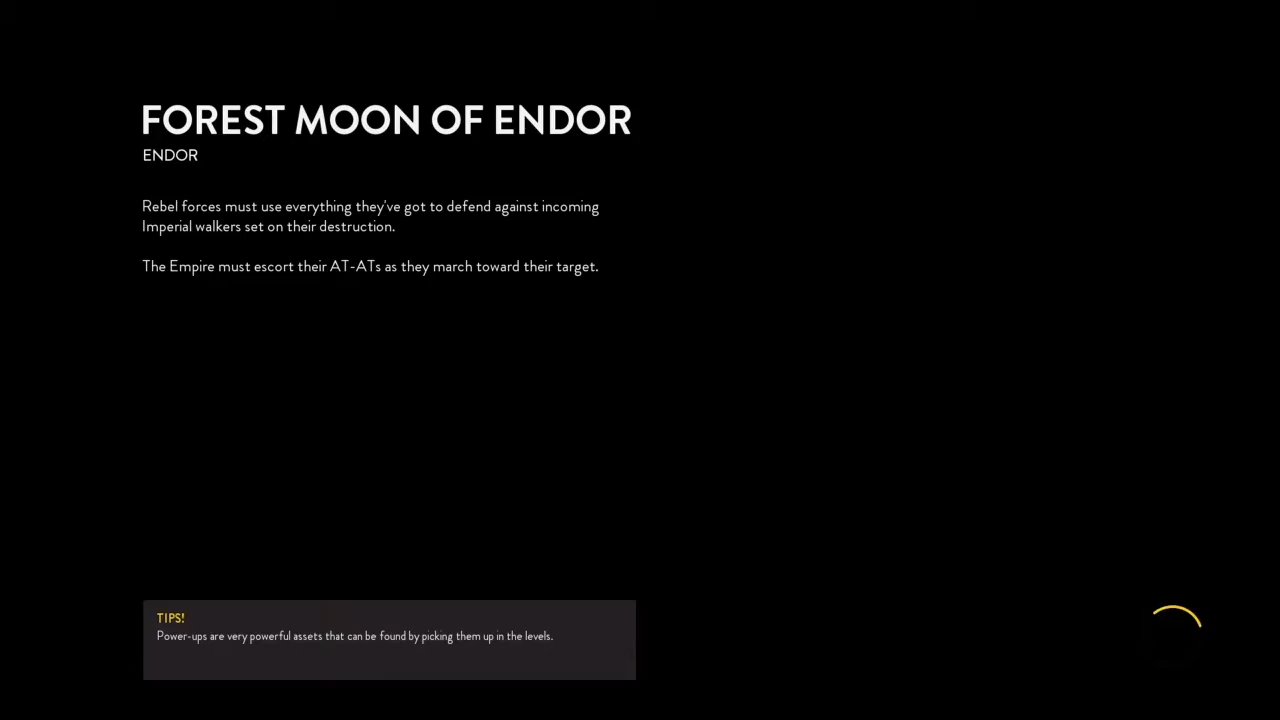 FOREST MOON OF ENDOR
ENDOR
Rebel forces must use everything they've got to defend against incoming
Imperial walkers set on their destruction.
The Empire must escort their AT-ATs as they march toward their target.
TIPS!
Power-ups are very powerful assets that can be found by picking them up in the levels.